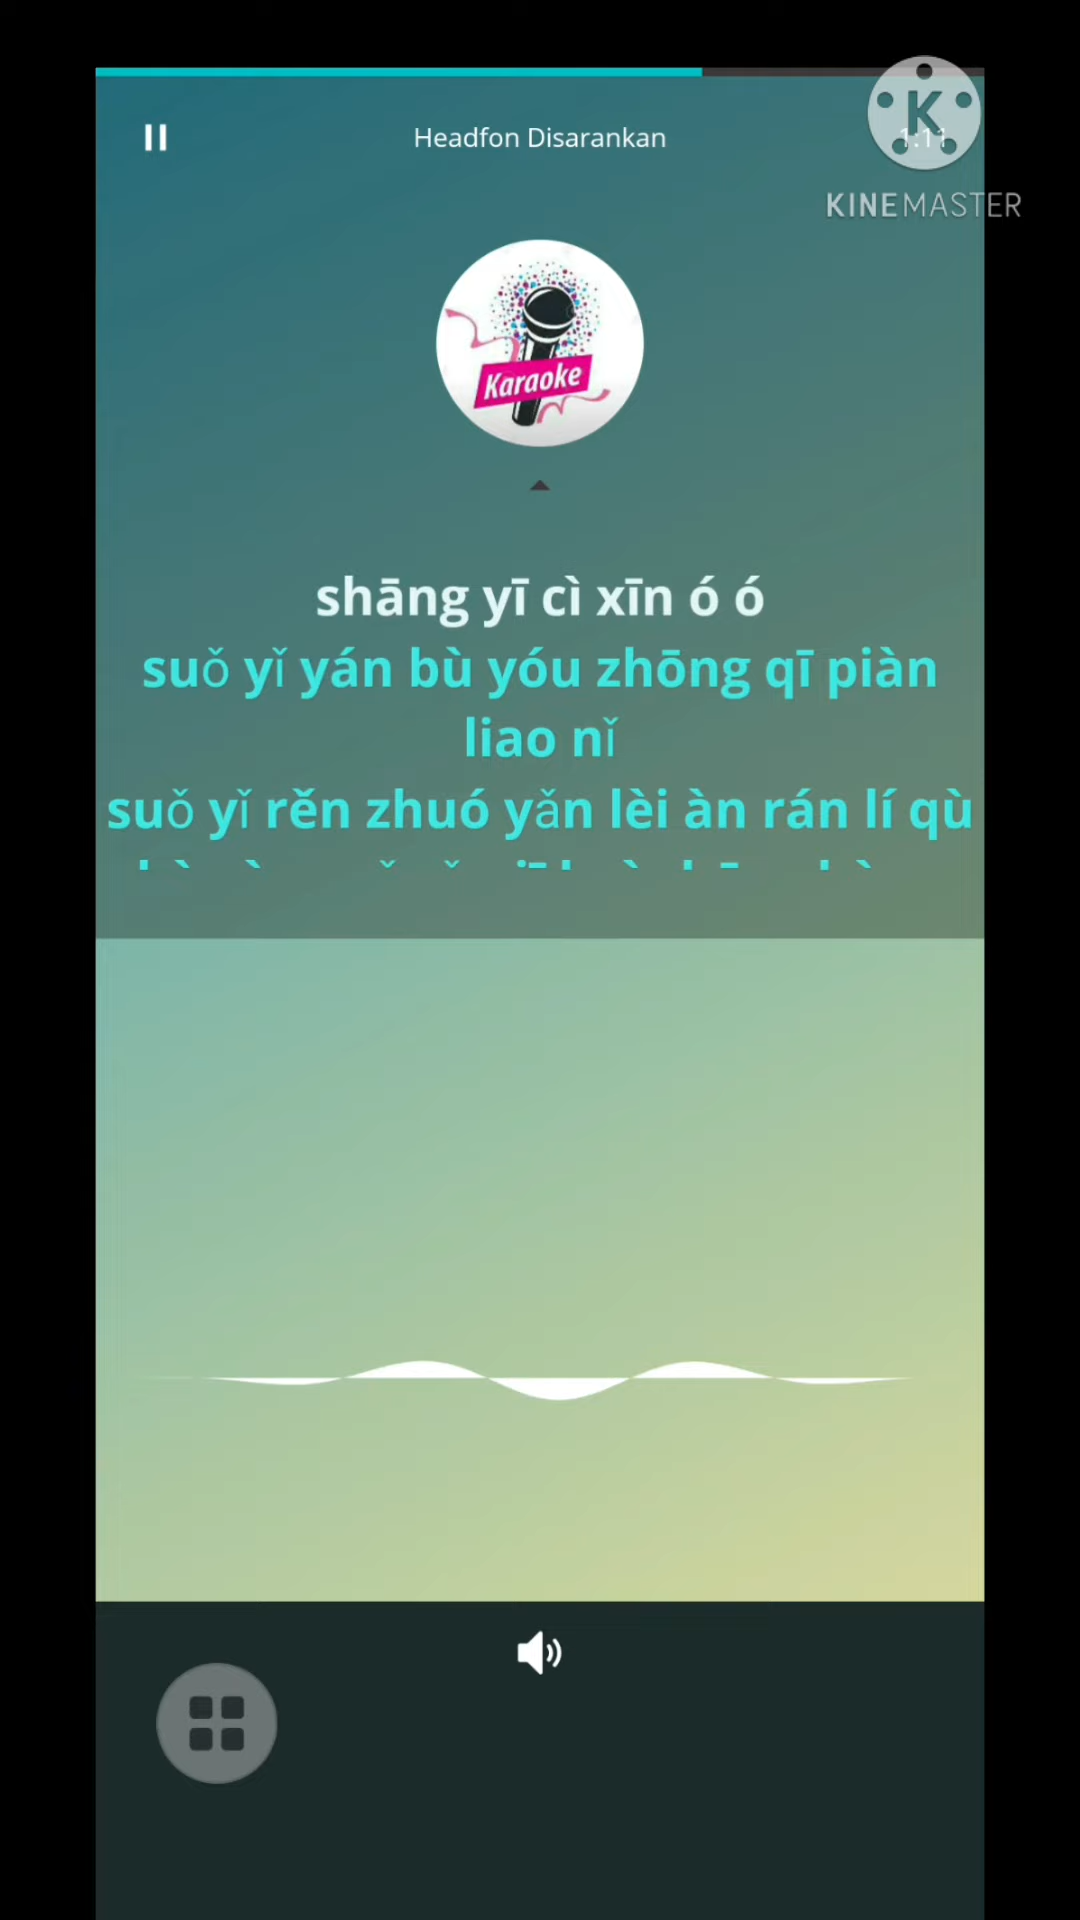 Headfon Disarankan
1:11
KINEMASTER
Karaoke
shāng yī cì xīn ó ó
suǒ yǐ yán bù yóu zhōng qī piàn
liao nǐ
suǒ yǐ rěn zhuó yǎn lèi àn rán lí qù